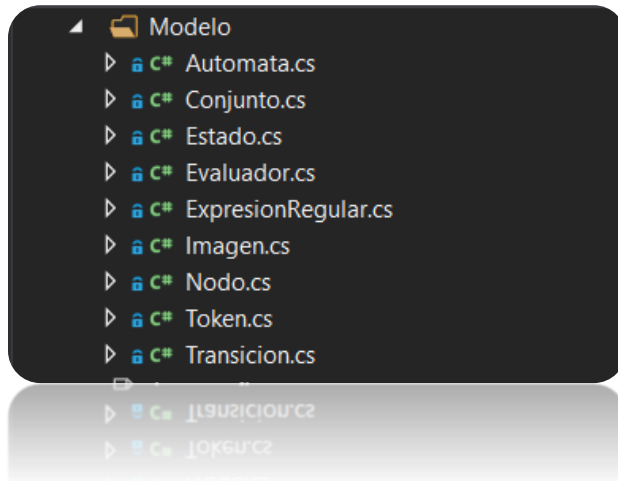 Modelo
C# Automata.cs
C# Conjunto.cs
C# Estado.cs
C# Evaluador.cs
C# ExpresionRegular.cs
C# Imagen.cs
C# Nodo.cs
C# Token.cs
C# Transicion.cs